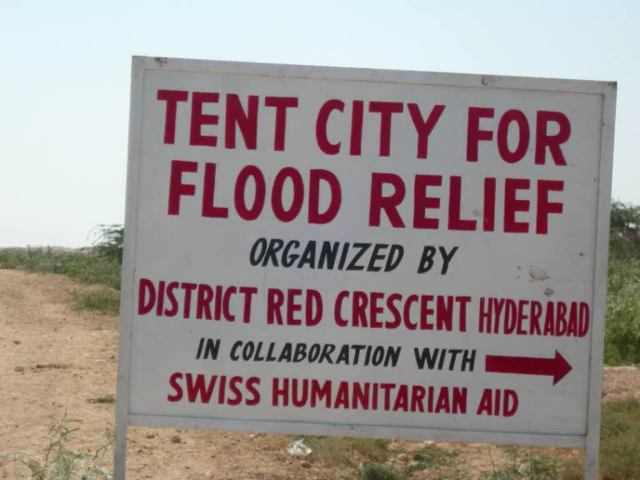 TENT CITY FOR
FLOOD RELIEF
ORGANIZED BY
DISTRICT RED CRESCENT HYDERABAD
IN COLLABORATION WITH
SWISS HUMANITARIAN AID